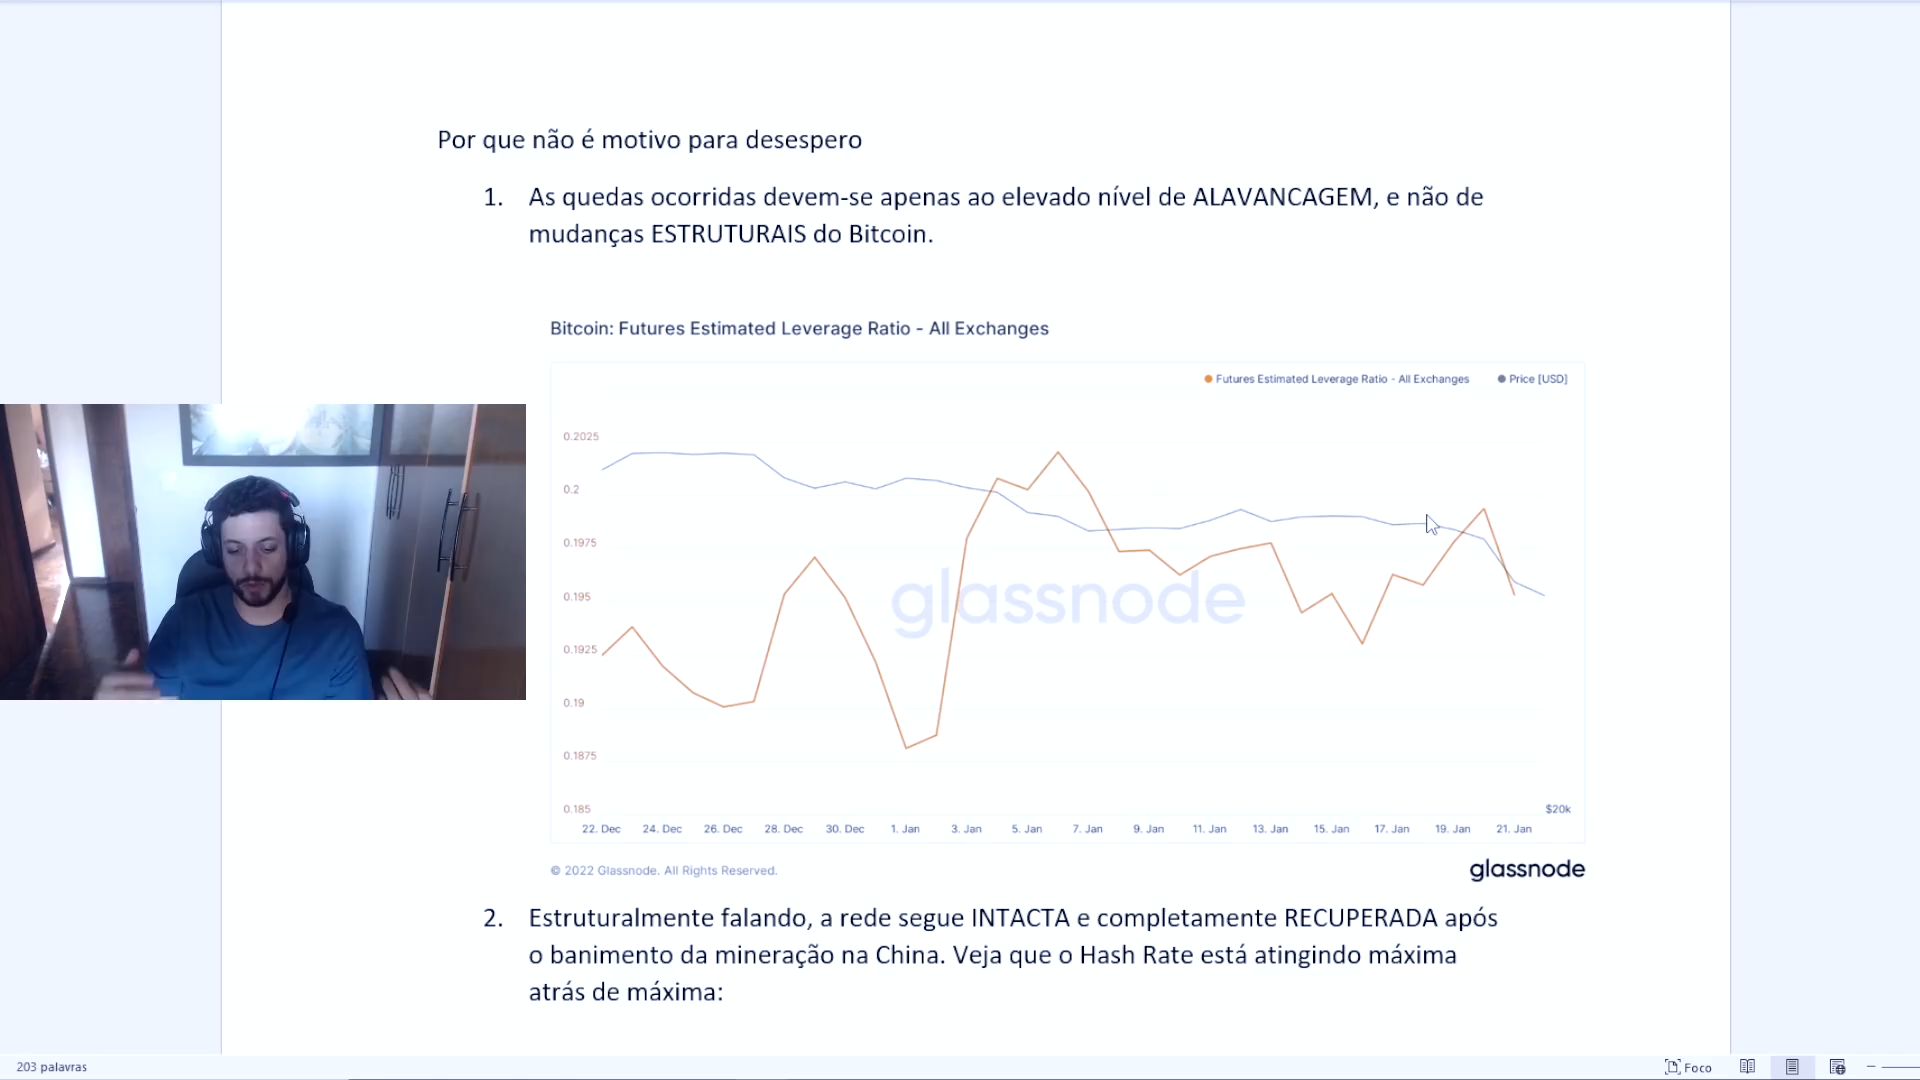 Por que não é motivo para desespero
1. As quedas ocorridas devem-se apenas ao elevado nível de ALAVANCAGEM, e não de
mudanças ESTRUTURAIS do Bitcoin.
Bitcoin: Futures Estimated Leverage Ratio - All Exchanges
Futures Estimated Leverage Ratio - All Exchanges Price [USD]
0.2025
0.2
0.1975
0.195
glassnode
0.1925
0.19
0.1875
0.185
$20k
22. Dec 24. Dec 26. Dec 28. Dec 30. Dec 1. Jan 3. Jan 5. Jan 7. Jan 9. Jan 11. Jan 13. Jan 15. Jan 17. Jan 19. Jan 21. Jan
© 2022 Glassnode. All Rights Reserved.
glassnode
2. Estruturalmente falando, a rede segue INTACTA e completamente RECUPERADA após
o banimento da mineração na China. Veja que o Hash Rate está atingindo máxima
atrás de máxima:
203 palavras
Foco